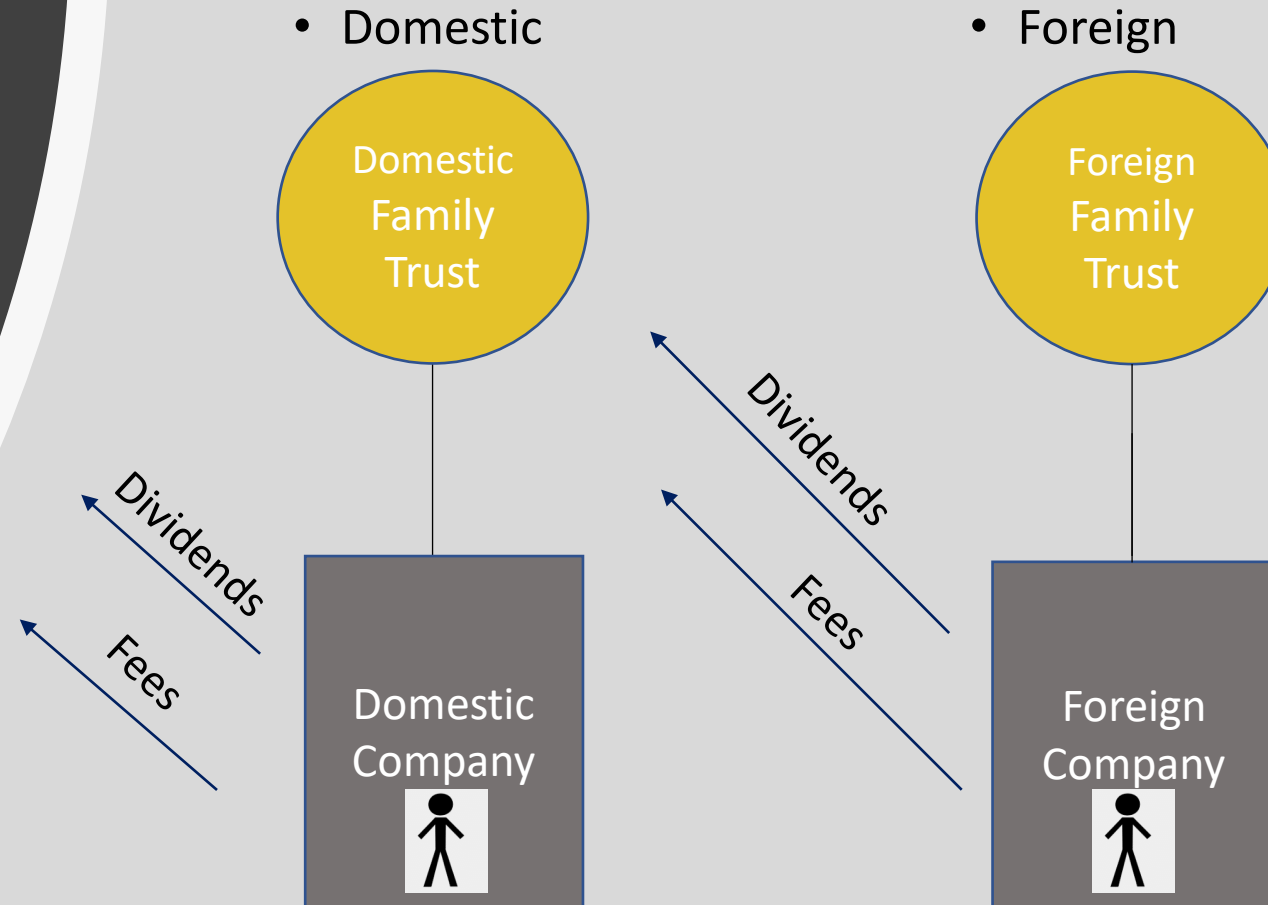 • Domestic
Domestic
Family
Trust
Dividends
Fees
Domestic
Company
• Foreign
Foreign
Family
Trust
Dividends
Fees
Foreign
Company